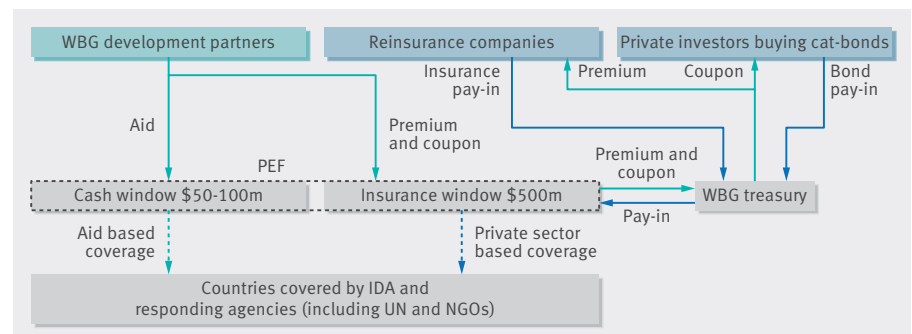 WBG development partners
Reinsurance companies
Private investors buying cat-bonds
Insurance
pay-in
Premium
Coupon
Bond
pay-in
Aid
Premium
and coupon
PEF
Premium and
coupon
Cash window $50-100m
Insurance window $500m
WBG treasury
Pay-in
Aid based
coverage
Private sector
based coverage
Countries covered by IDA and
responding agencies (including UN and NGOs)